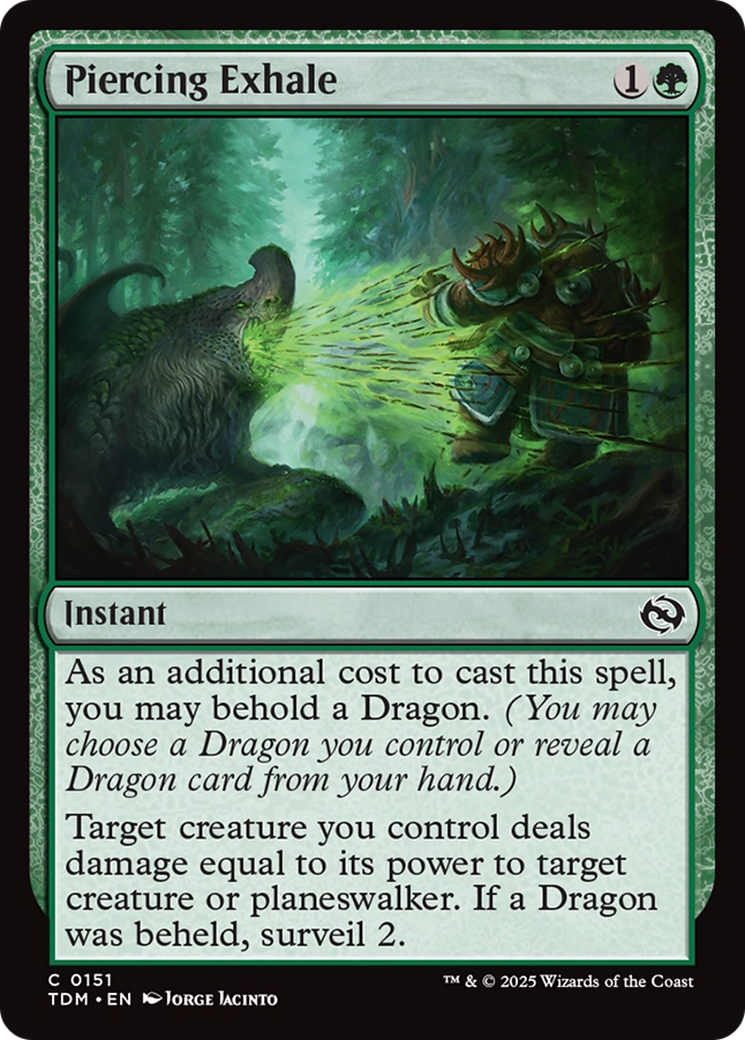 Piercing Exhale 1
Instant
As an additional cost to cast this spell,
you may behold a Dragon. (You may
choose a Dragon you control or reveal a
Dragon card from your hand.)
Target creature you control deals
damage equal to its power to target
creature or planeswalker. If a Dragon
was beheld, surveil 2.
C 0151 ™ & © 2025 Wizards of the Coast
TDM • EN Jorge Jacinto